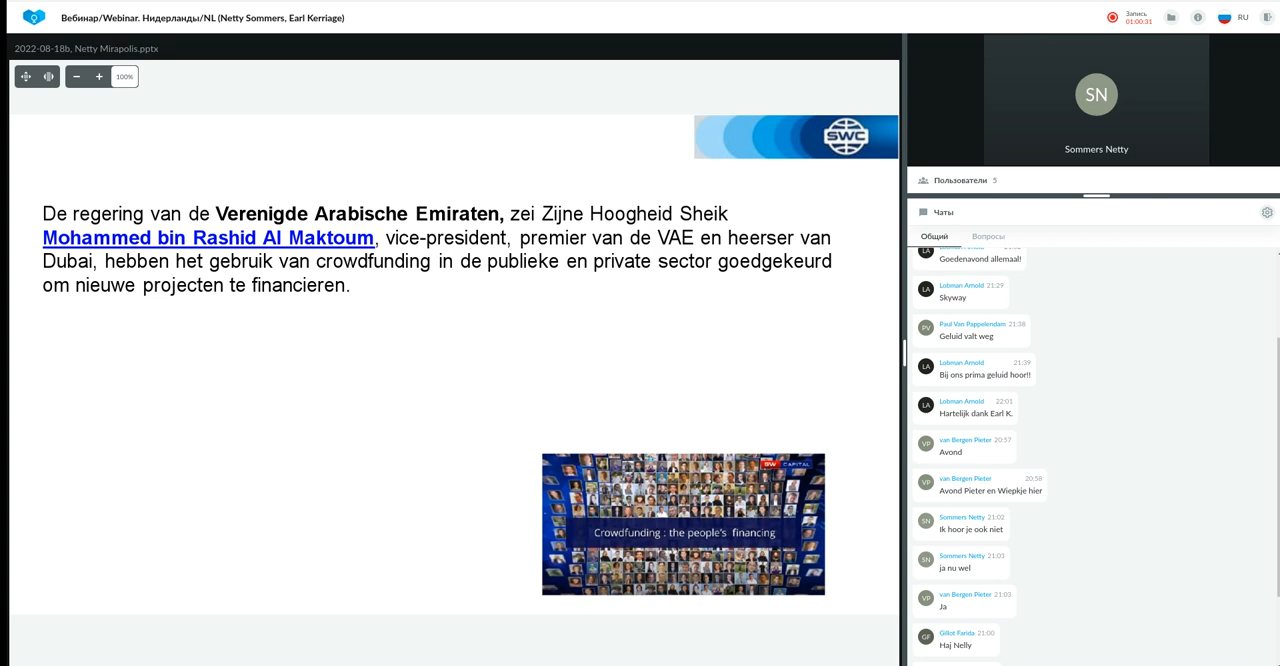 Вебинар/Webinar. Нидерланды/NL (Netty Sommers, Earl Kerriage)
Запись
01:00:31
RU
2022-08-18b, Netty Mirapolis.pptx
100%
SWC
De regering van de Verenigde Arabische Emiraten, zei Zijne Hoogheid Sheik
Mohammed bin Rashid Al Maktoum, vice-president, premier van de VAE en heerser van
Dubai, hebben het gebruik van crowdfunding in de publieke en private sector goedgekeurd
om nieuwe projecten te financieren.
SW CAPITAL
Crowdfunding : the people's financing
SN
Sommers Netty
Пользователи 5
Чаты
Общий Вопросы
LA
Goedenavond allemaal!
LA Lobman Arnold 21:29
Skyway
PV Paul Van Pappelendam 21:38
Geluid valt weg
LA Lobman Arnold 21:39
Bij ons prima geluid hoor!!
LA Lobman Arnold 22:01
Hartelijk dank Earl K.
VP van Bergen Pieter 20:57
Avond
VP van Bergen Pieter 20:58
Avond Pieter en Wiepkje hier
SN Sommers Netty 21:02
Ik hoor je ook niet
SN Sommers Netty 21:03
ja nu wel
VP van Bergen Pieter 21:03
Ja
GF Gillot Farida 21:00
Haj Nelly